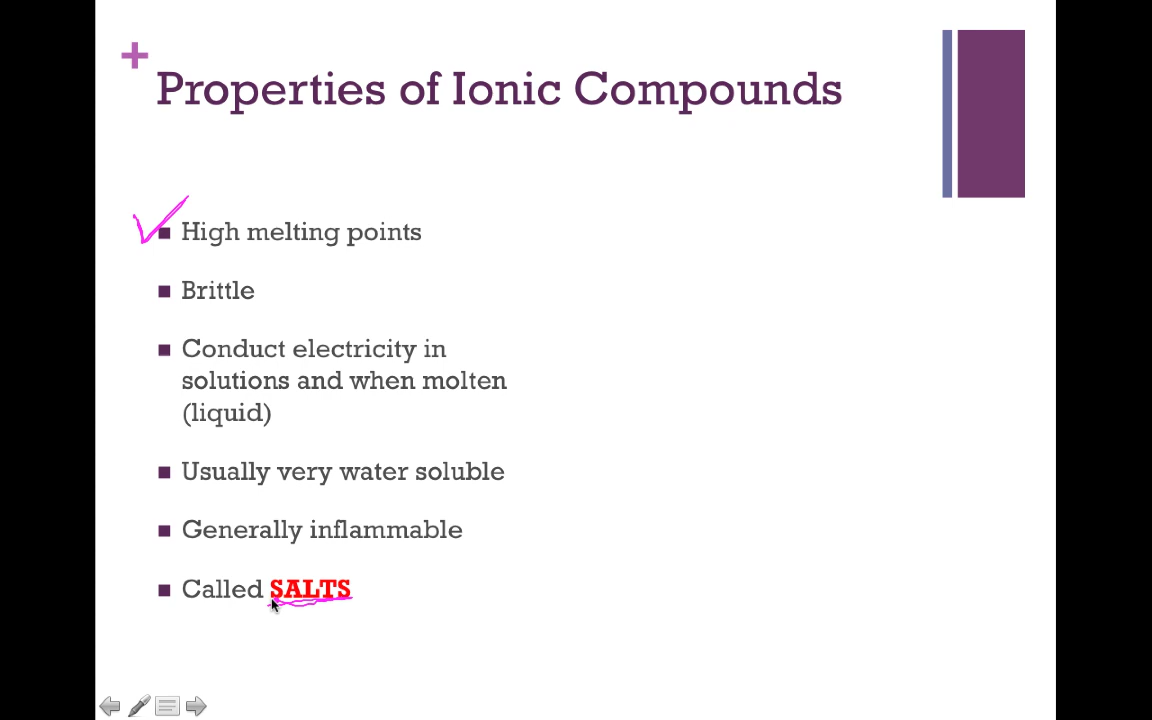 +
Properties of Ionic Compounds
■ High melting points
■ Brittle
■ Conduct electricity in
solutions and when molten
(liquid)
■ Usually very water soluble
■ Generally inflammable
■ Called SALTS